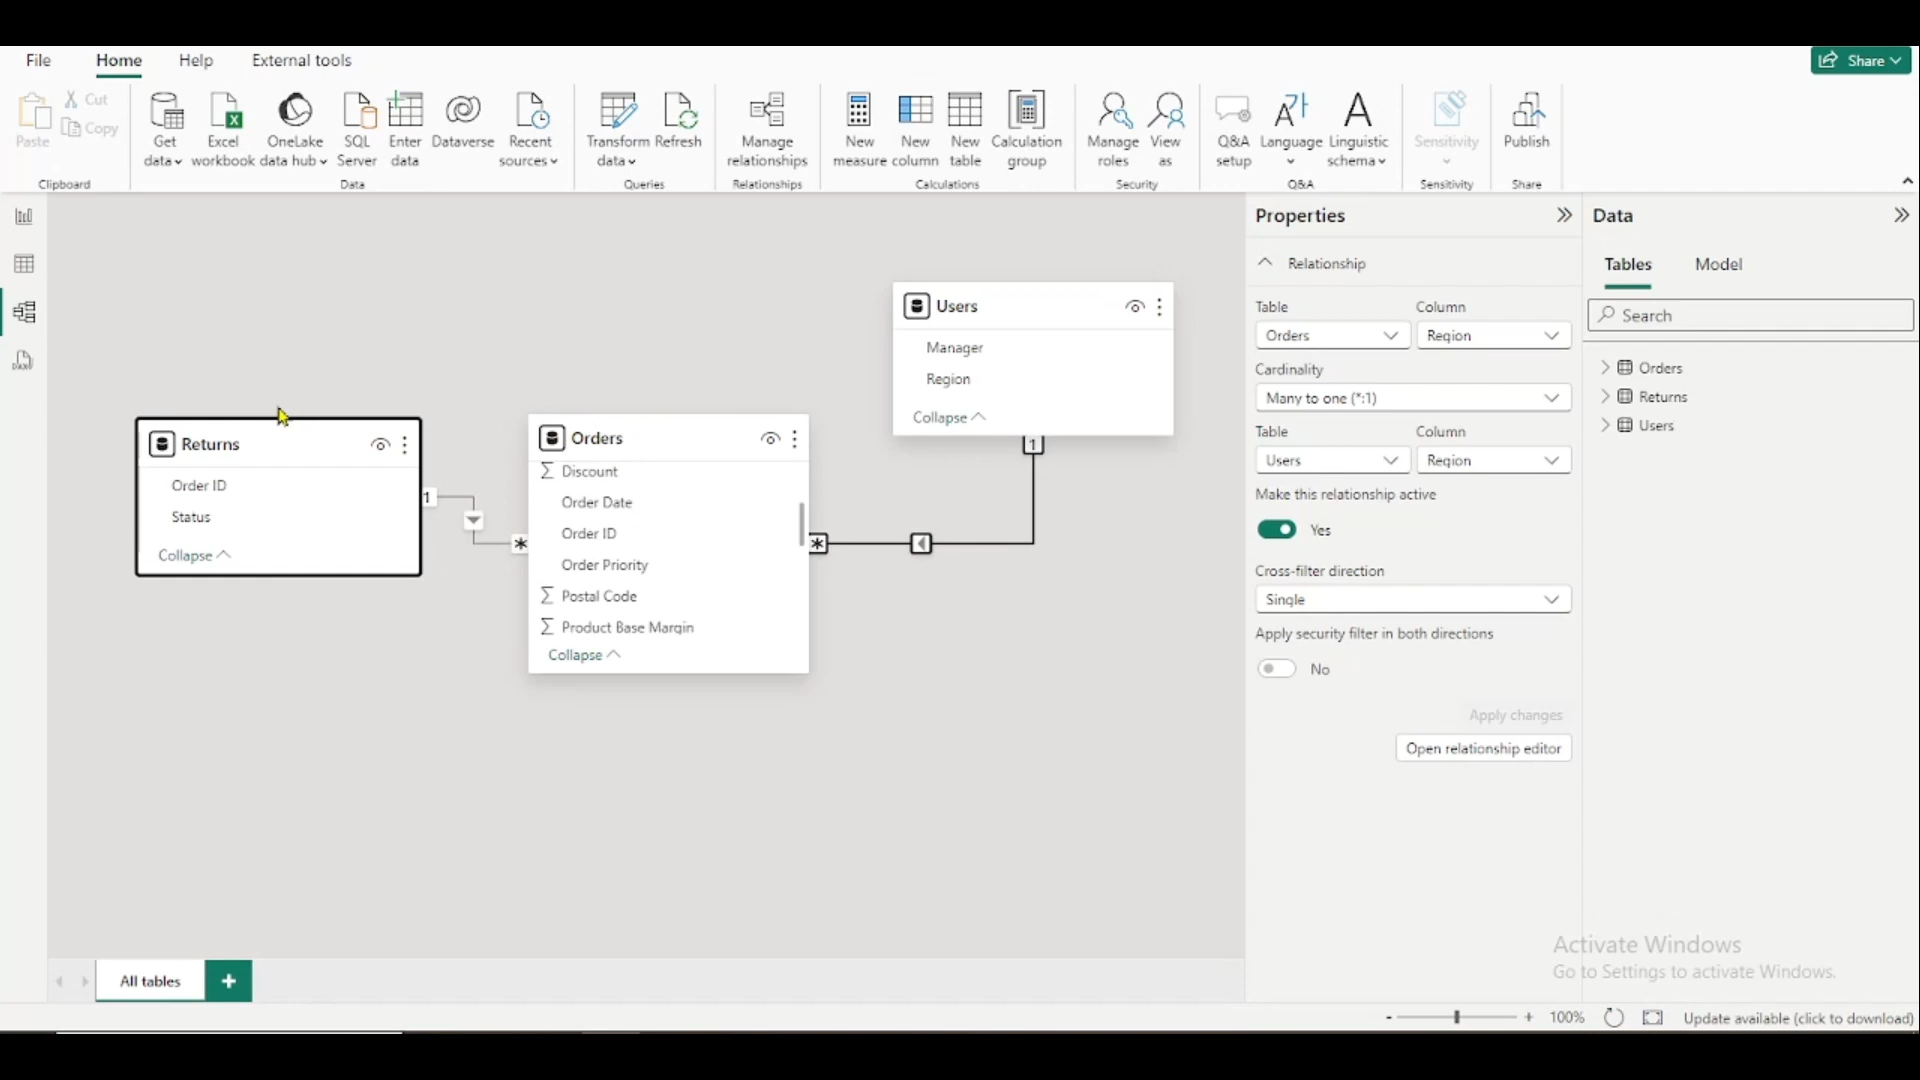 File
Home
Help
External tools
Share
Paste
Cut
Copy
Get data
Excel workbook
OneLake data hub
SQL Server
Enter data
Dataverse
Recent sources
Transform data
Refresh
Manage relationships
New measure
New column
New table
Calculation group
Manage roles
View as
Q&A setup
Language
Linguistic schema
Sensitivity
Publish
Clipboard
Data
Queries
Relationships
Calculations
Security
Q&A
Sensitivity
Share
Returns
Order ID
Status
Collapse
1
*
Orders
Σ Discount
Order Date
Order ID
Order Priority
Σ Postal Code
Σ Product Base Margin
Collapse
*
1
Users
Manager
Region
Collapse
Properties
Relationship
Table
Column
Orders
Region
Cardinality
Many to one (*:1)
Table
Column
Users
Region
Make this relationship active
Yes
Cross-filter direction
Single
Apply security filter in both directions
No
Apply changes
Open relationship editor
Data
Tables
Model
Search
Orders
Returns
Users
Activate Windows
Go to Settings to activate Windows.
All tables
+
- + 100%
Update available (click to download)